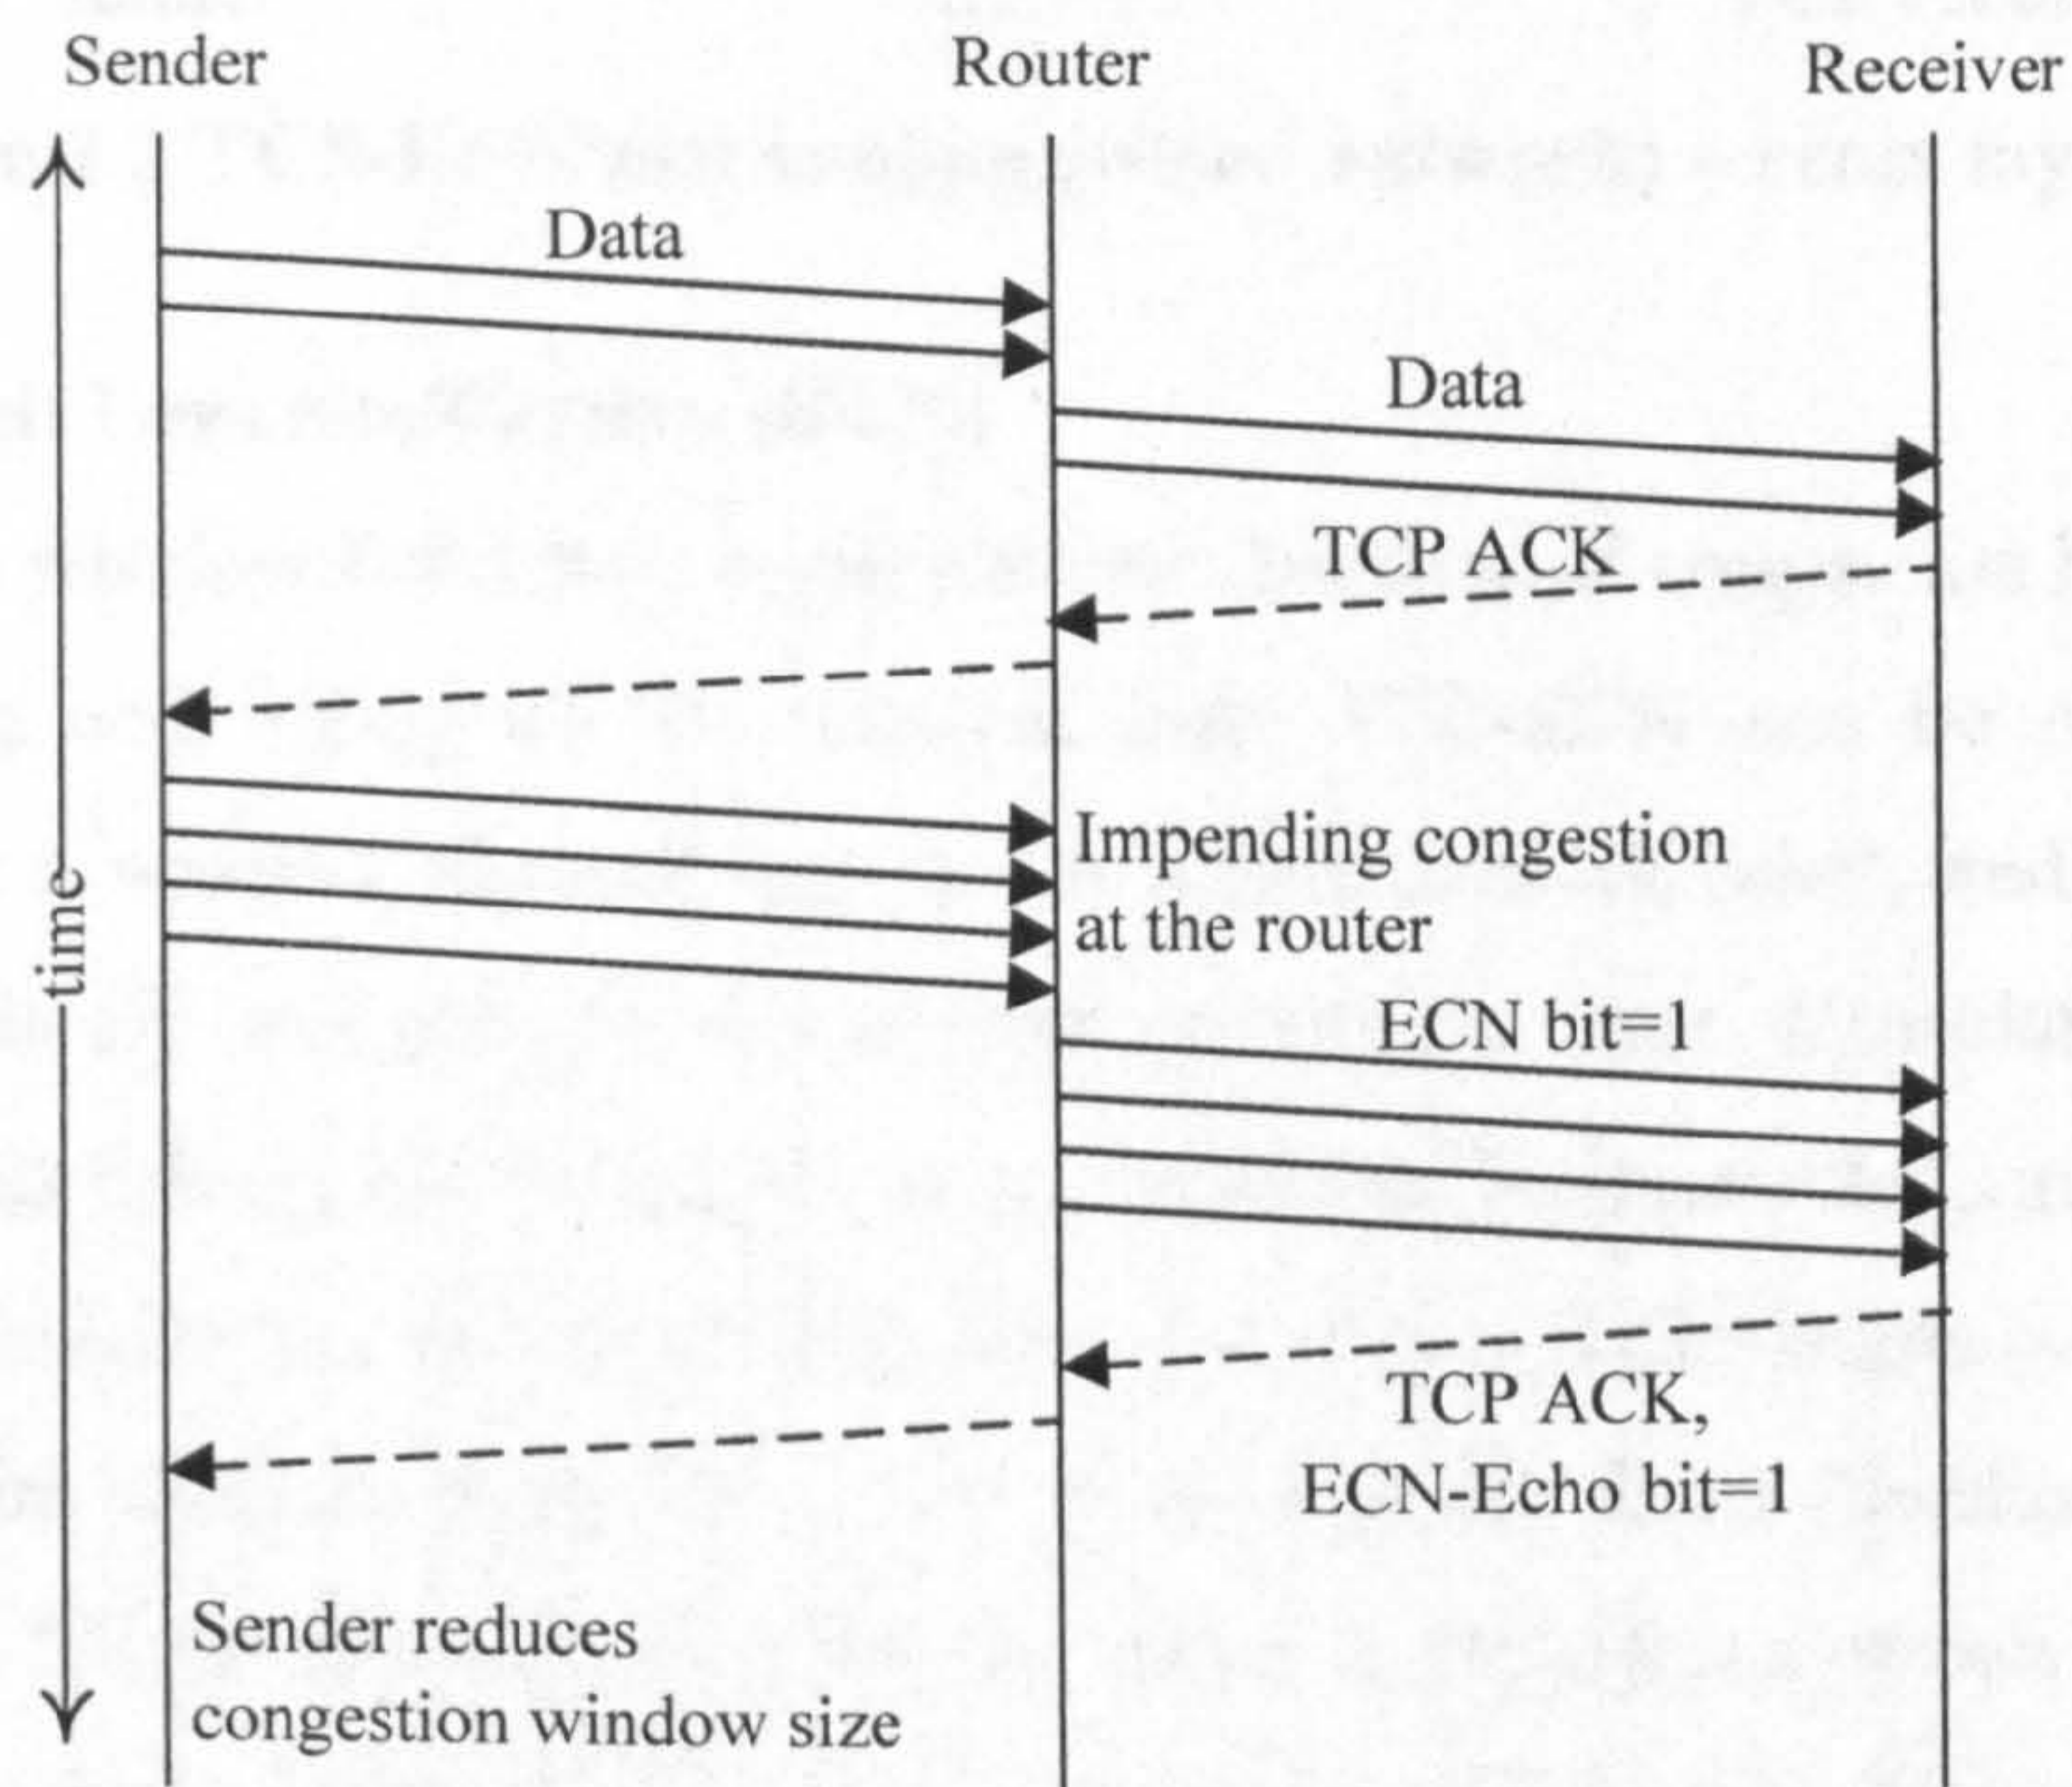 Sender
Router
Receiver
Data
Data
TCP ACK
time
Impending congestion
at the router
ECN bit=1
TCP ACK,
ECN-Echo bit=1
Sender reduces
congestion window size